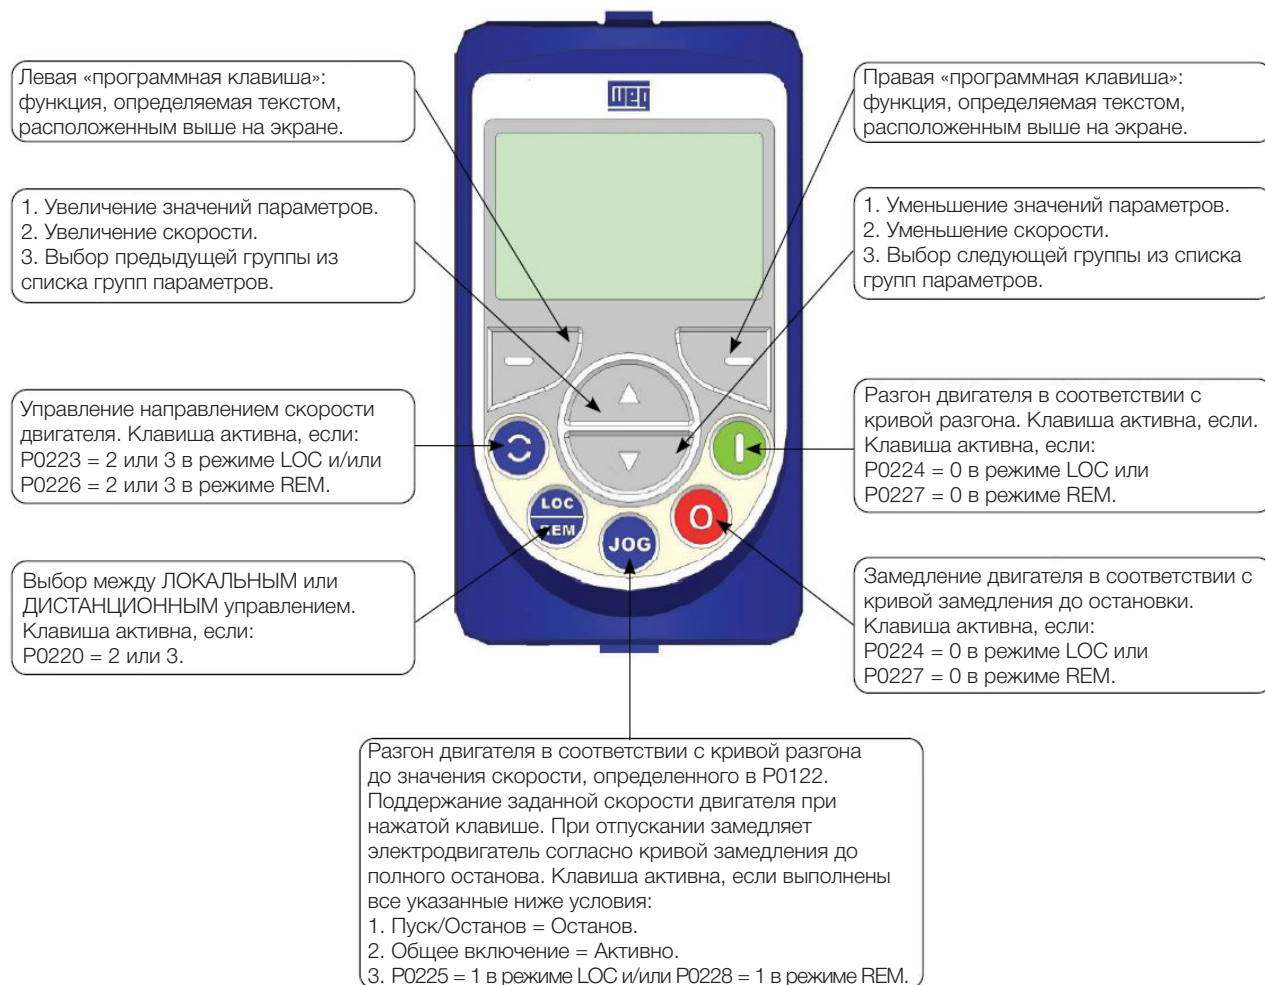 Левая «программная клавиша»:
функция, определяемая текстом,
расположенным выше на экране.
weg
Правая «программная клавиша»:
функция, определяемая текстом,
расположенным выше на экране.
1. Увеличение значений параметров.
2. Увеличение скорости.
3. Выбор предыдущей группы из
списка групп параметров.
1. Уменьшение значений параметров.
2. Уменьшение скорости.
3. Выбор следующей группы из списка
групп параметров.
Управление направлением скорости
двигателя. Клавиша активна, если:
P0223 = 2 или 3 в режиме LOC и/или
P0226 = 2 или 3 в режиме REM.
Разгон двигателя в соответствии с
кривой разгона. Клавиша активна, если.
Клавиша активна, если:
P0224 = 0 в режиме LOC или
P0227 = 0 в режиме REM.
LOC
REM
JOG
O
Выбор между ЛОКАЛЬНЫМ или
ДИСТАНЦИОННЫМ управлением.
Клавиша активна, если:
P0220 = 2 или 3.
Замедление двигателя в соответствии с
кривой замедления до остановки.
Клавиша активна, если:
P0224 = 0 в режиме LOC или
P0227 = 0 в режиме REM.
Разгон двигателя в соответствии с кривой разгона
до значения скорости, определенного в P0122.
Поддержание заданной скорости двигателя при
нажатой клавише. При отпускании замедляет
электродвигатель согласно кривой замедления до
полного останова. Клавиша активна, если выполнены
все указанные ниже условия:
1. Пуск/Останов = Останов.
2. Общее включение = Активно.
3. P0225 = 1 в режиме LOC и/или P0228 = 1 в режиме REM.